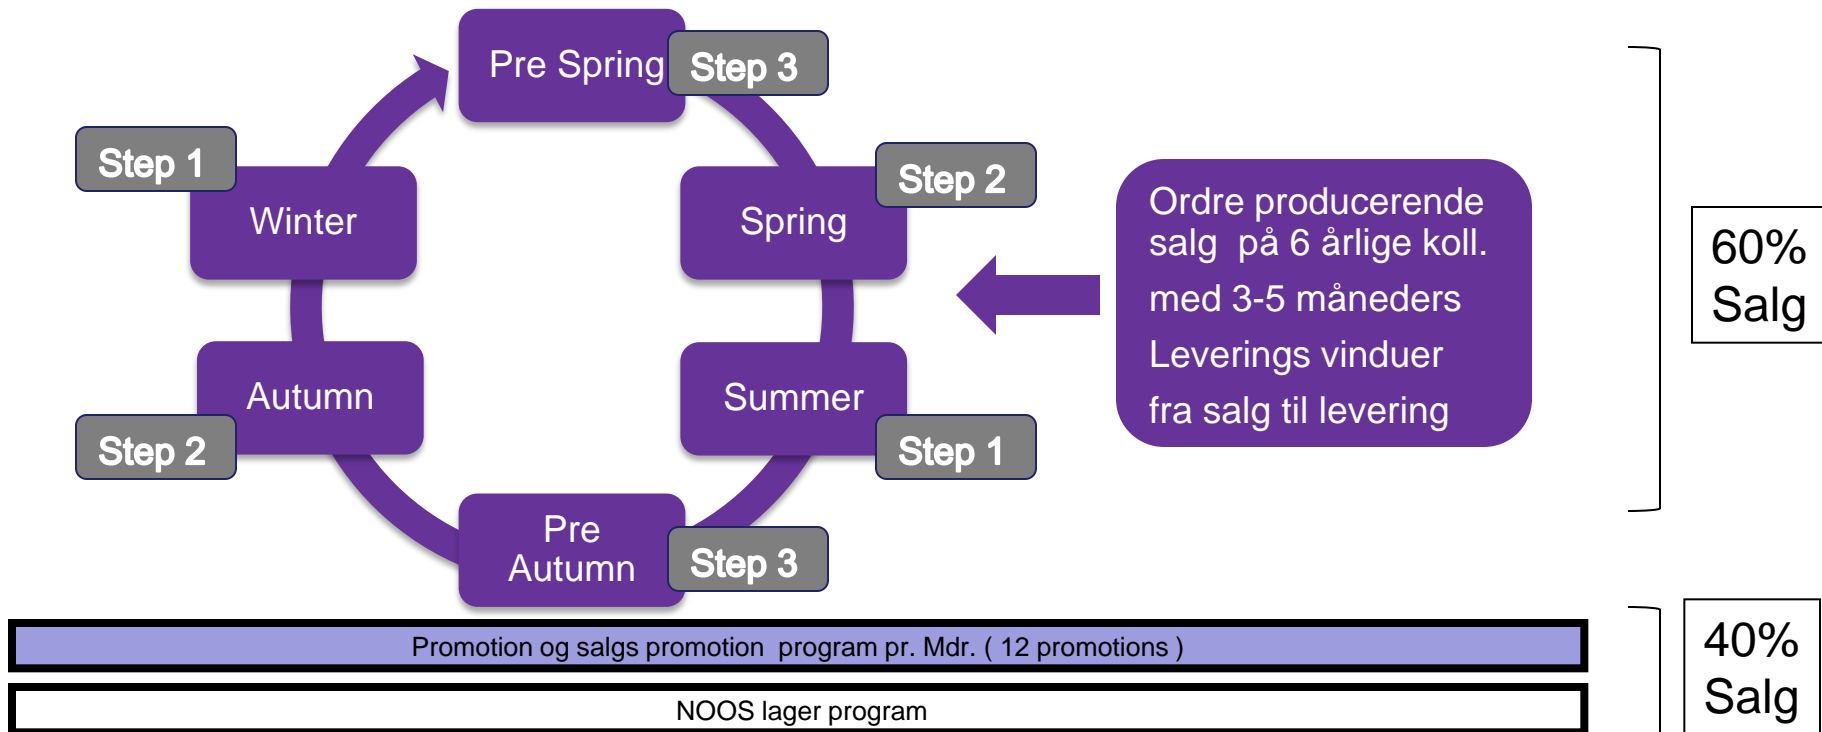 Pre Spring
Step 3
Step 1
Winter
Step 2
Spring
Ordre producerende
salg på 6 årlige koll.
med 3-5 måneders
Leverings vinduer
fra salg til levering
60%
Salg
Autumn
Step 2
Summer
Step 1
Pre
Autumn
Step 3
Promotion og salgs promotion program pr. Mdr. ( 12 promotions )
NOOS lager program
40%
Salg